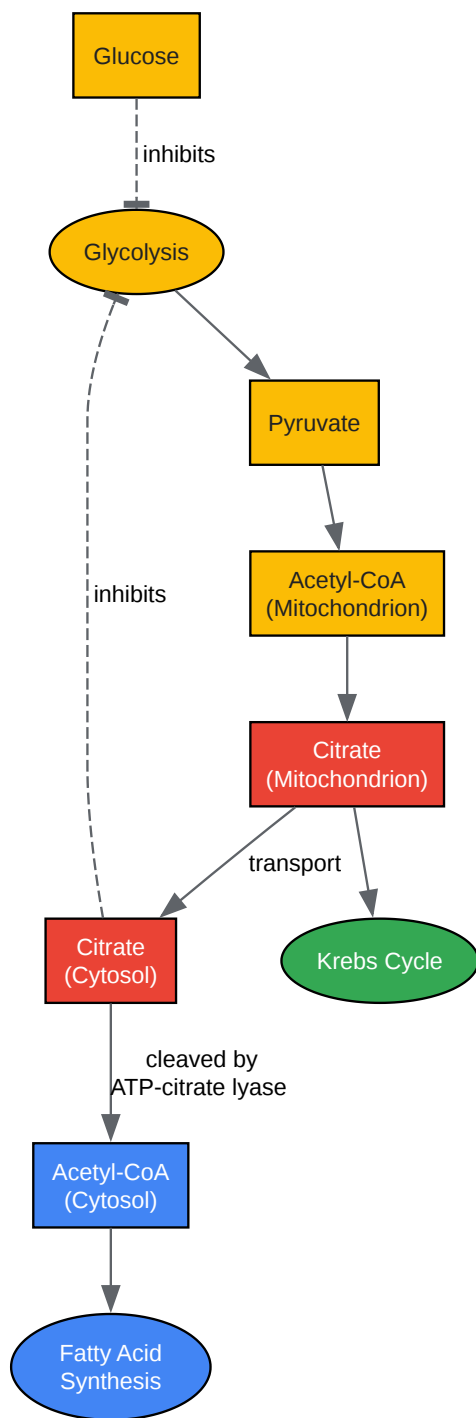 Glucose
inhibits
Glycolysis
Pyruvate
Acetyl-CoA
(Mitochondrion)
inhibits
Citrate
(Mitochondrion)
transport
Citrate
(Cytosol)
Krebs Cycle
cleaved by
ATP-citrate lyase
Acetyl-CoA
(Cytosol)
Fatty Acid
Synthesis